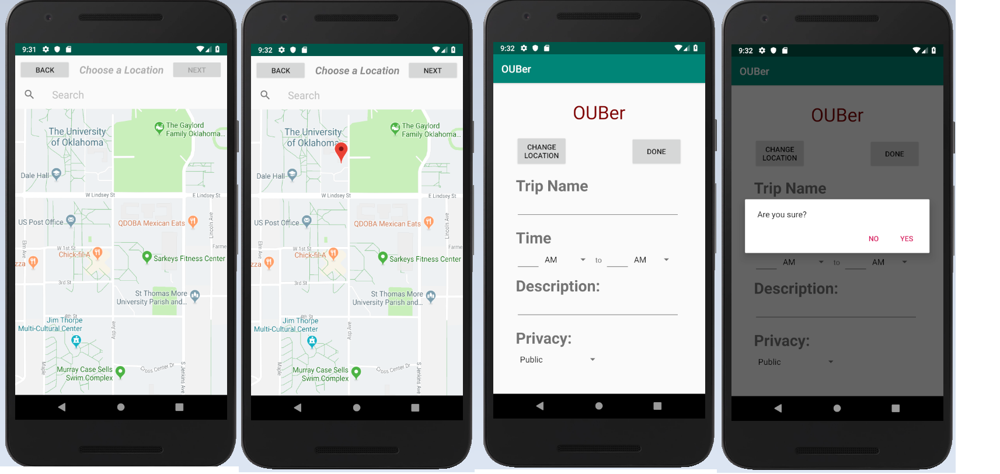 9:31
BACK
Choose a Location
NEXT
Search
The University
of Oklahoma
The Gaylord
Family Oklahoma...
Dale Hall
W Lindsey St
E Lindsey St
US Post Office
QDOBA Mexican Eats
Lincoln Ave
Elm Ave
W 1st St
Farme
Chick-fil-A
Sarkeys Fitness Center
zza
3rd St
St Thomas More
University Parish and...
4th St
Jim Thorpe
Multi-Cultural Center
Asp Ave
Maple
Murray Case Sells
Swim Complex
Cross Center Dr
S Jenkins Ave
9:32
BACK
Choose a Location
NEXT
Search
The University
of Oklahoma
The Gaylord
Family Oklahoma...
Dale Hall
W Lindsey St
E Lindsey St
US Post Office
QDOBA Mexican Eats
Lincoln Ave
Elm Ave
W 1st St
Farme
Chick-fil-A
Sarkeys Fitness Center
zza
3rd St
St Thomas More
University Parish and...
4th St
Jim Thorpe
Multi-Cultural Center
Asp Ave
Maple
Murray Case Sells
Swim Complex
Cross Center Dr
S Jenkins Ave
9:32
OUBer
OUBer
CHANGE
LOCATION
DONE
Trip Name
Time
AM to AM
Description:
Privacy:
Public
9:32
OUBer
OUBer
CHANGE
LOCATION
DONE
Trip Name
Are you sure?
NO YES
AM to AM
Description:
Privacy:
Public